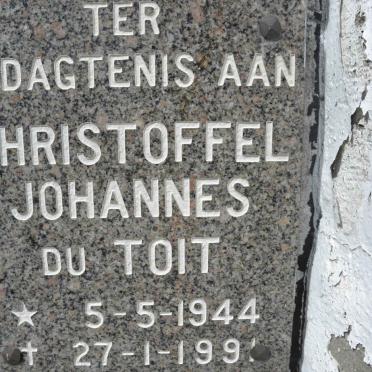 TER
DAGTENIS AAN
HRISTOFFEL
JOHANNES
DU TOIT
★ 5-5-1944
✝ 27-1-199